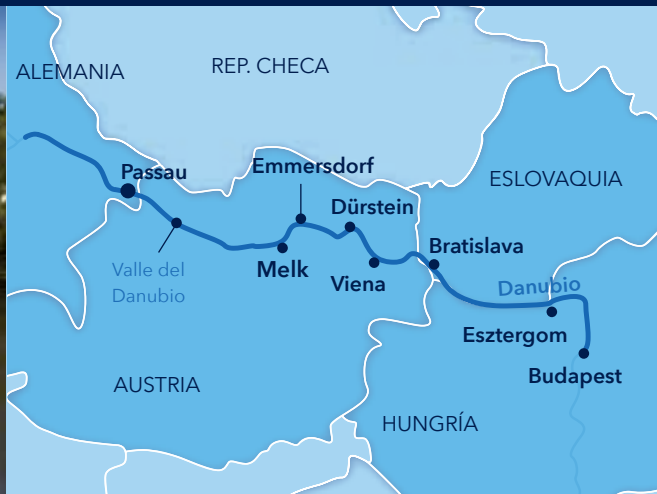 REP. CHECA
ALEMANIA
Emmersdorf
Passau
ESLOVAQUIA
Dürstein
Bratislava
Melk
Valle del
Danubio
Viena
Danubio
Esztergom
Budapest
AUSTRIA
HUNGRÍA